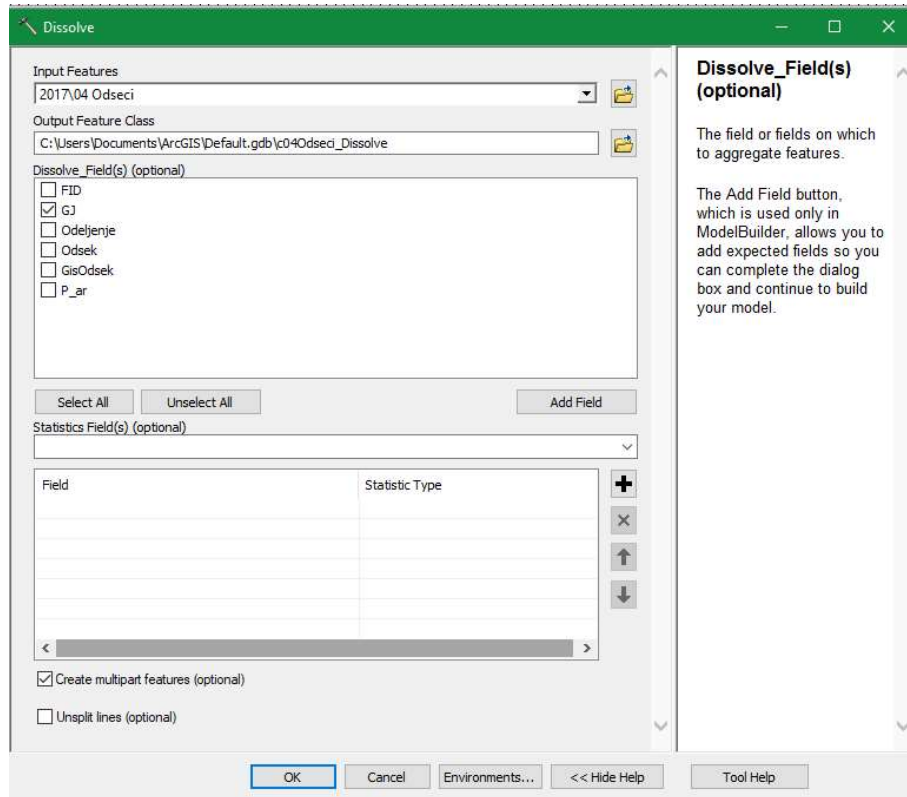 Dissolve
Input Features
2017\04 Odseci
Output Feature Class
C:\Users\Documents\ArcGIS\Default.gdb\c04Odseci_Dissolve
Dissolve_Field(s) (optional)
FID
GJ
Odeljenje
Odsek
GisOdsek
P_ar
Select All
Unselect All
Add Field
Statistics Field(s) (optional)
Field
Statistic Type
Create multipart features (optional)
Unsplit lines (optional)
OK
Cancel
Environments...
<< Hide Help
Tool Help
Dissolve_Field(s)
(optional)
The field or fields on which
to aggregate features.
The Add Field button,
which is used only in
ModelBuilder, allows you to
add expected fields so you
can complete the dialog
box and continue to build
your model.